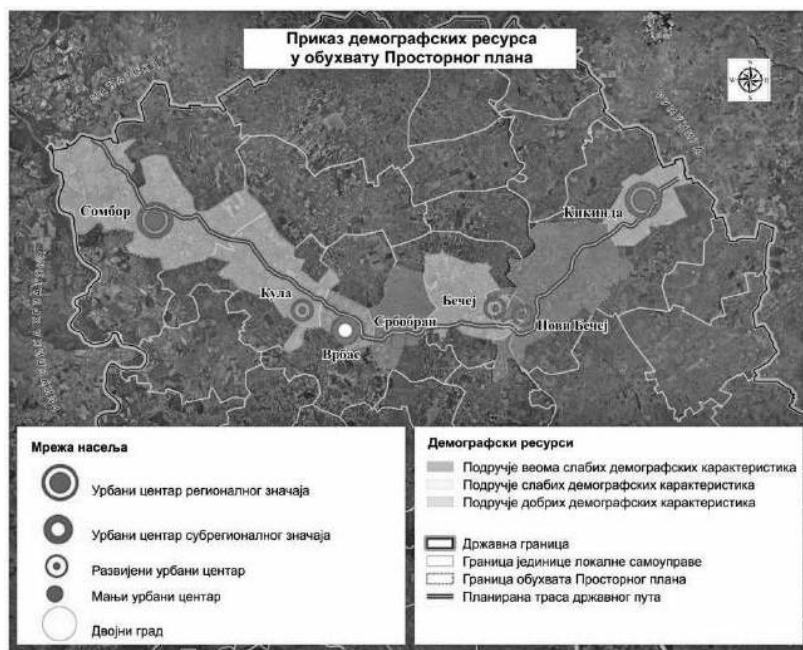 Приказ демографских ресурса
у обухвату Просторног плана
N
W
E
S
МАЂАРСКА
РУМУНИЈА
Сомбор
Кикинда
Кула
Бечеј
Србобран
Нови Бечеј
Врбас
Мрежа насеља
Урбани центар регионалног значаја
Урбани центар субрегионалног значаја
Развијени урбани центар
Мањи урбани центар
Двојни град
Демографски ресурси
Подручје веома слабих демографских карактеристика
Подручје слабих демографских карактеристика
Подручје добрих демографских карактеристика
Државна граница
Граница јединице локалне самоуправе
Граница обухвата Просторног плана
Планирана траса државног пута